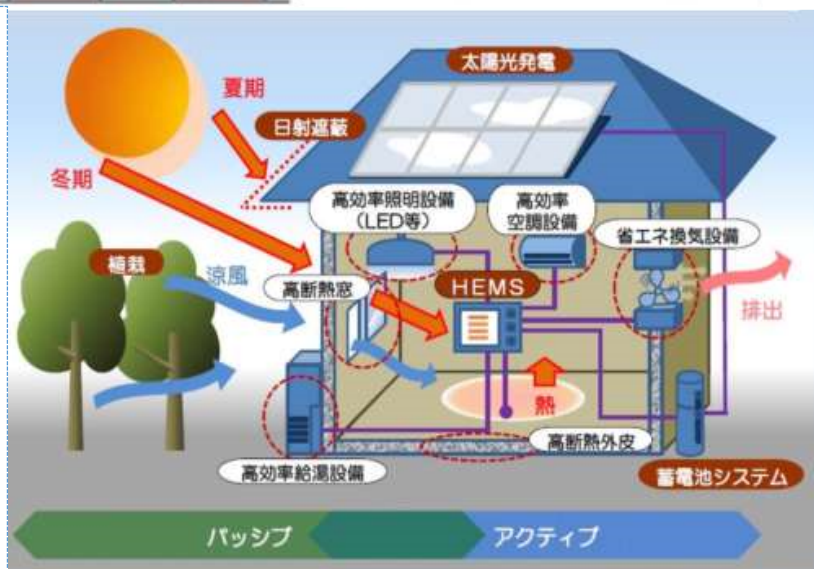 太陽光発電
夏期
日射遮蔽
冬期
高効率照明設備
(LED等)
高効率
空調設備
省エネ換気設備
植栽
涼風
高断熱窓
HEMS
排出
熱
高断熱外皮
高効率給湯設備
蓄電池システム
パッシブ
アクティブ